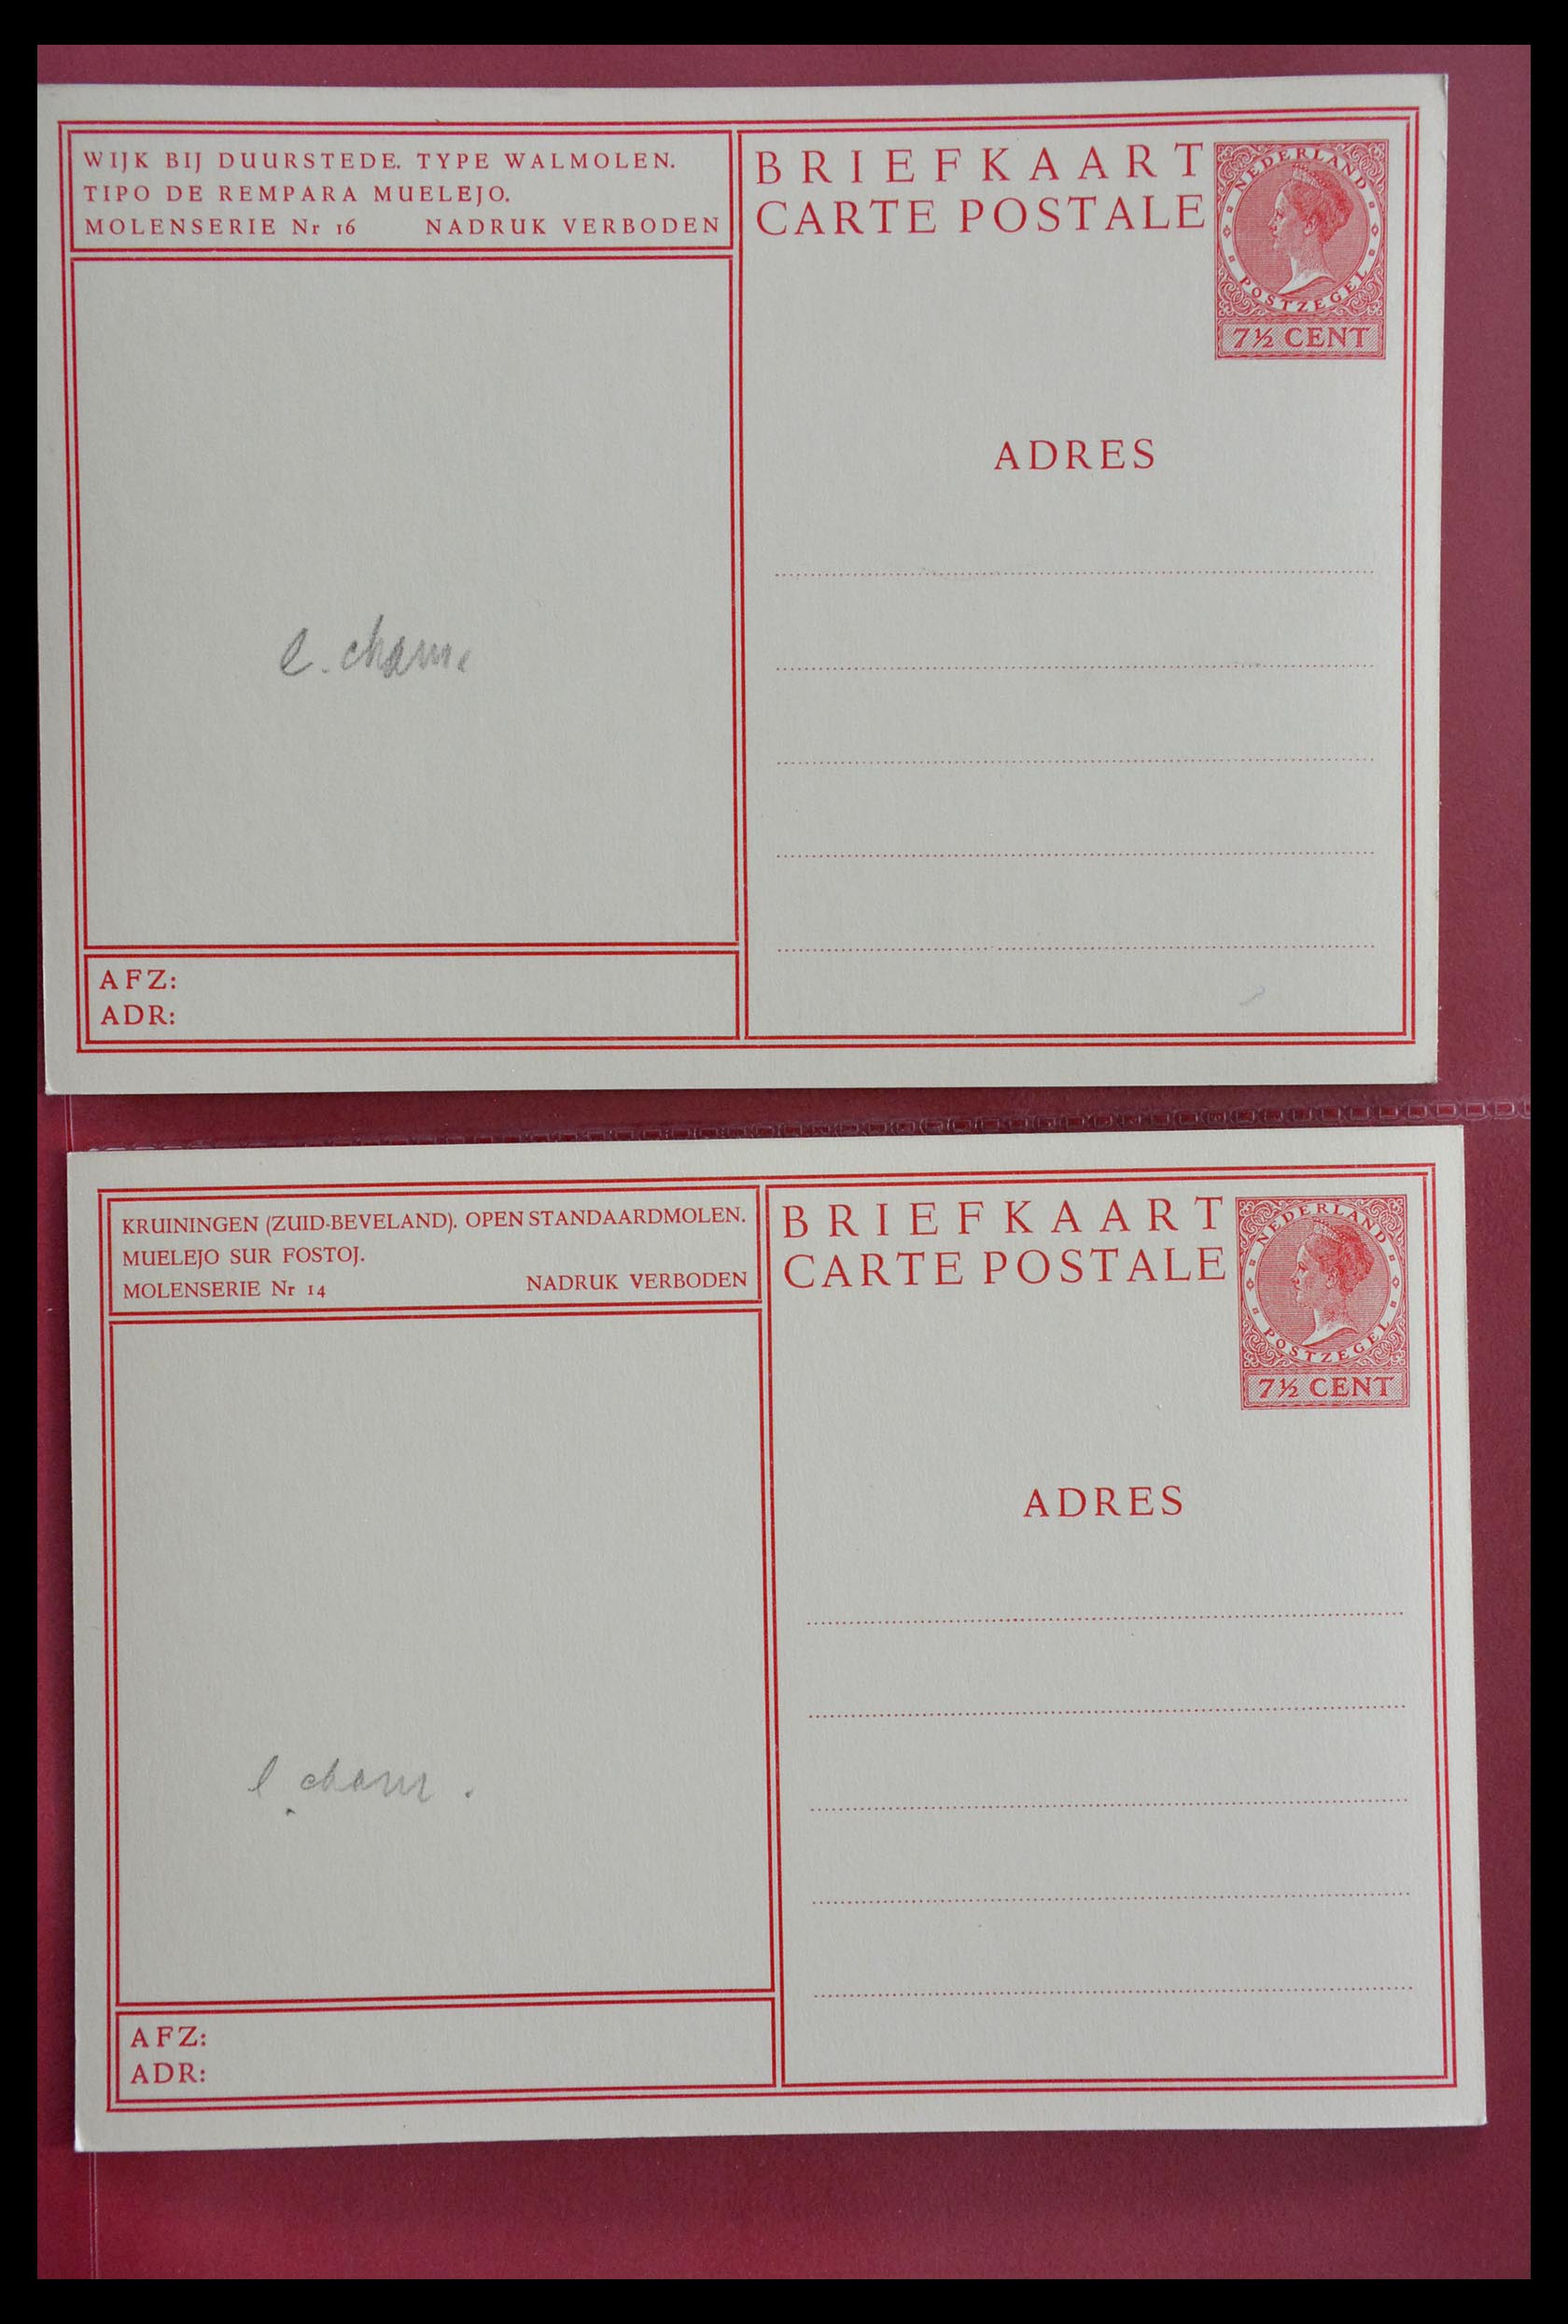 WIJK BIJ DUURSTEDE. TYPE WALMOLEN.
TIPO DE REMPARA MUELEJO.
MOLENSERIE Nr 16 NADRUK VERBODEN
BRIEFKAART
CARTE POSTALE
NEDERLAND
POSTZEGEL
7½ CENT
ADRES
AFZ:
ADR:
KRUININGEN (ZUID-BEVELAND). OPEN STANDAARDMOLEN.
MUELEJO SUR FOSTOJ.
MOLENSERIE Nr 14 NADRUK VERBODEN
BRIEFKAART
CARTE POSTALE
NEDERLAND
POSTZEGEL
7½ CENT
ADRES
AFZ:
ADR: